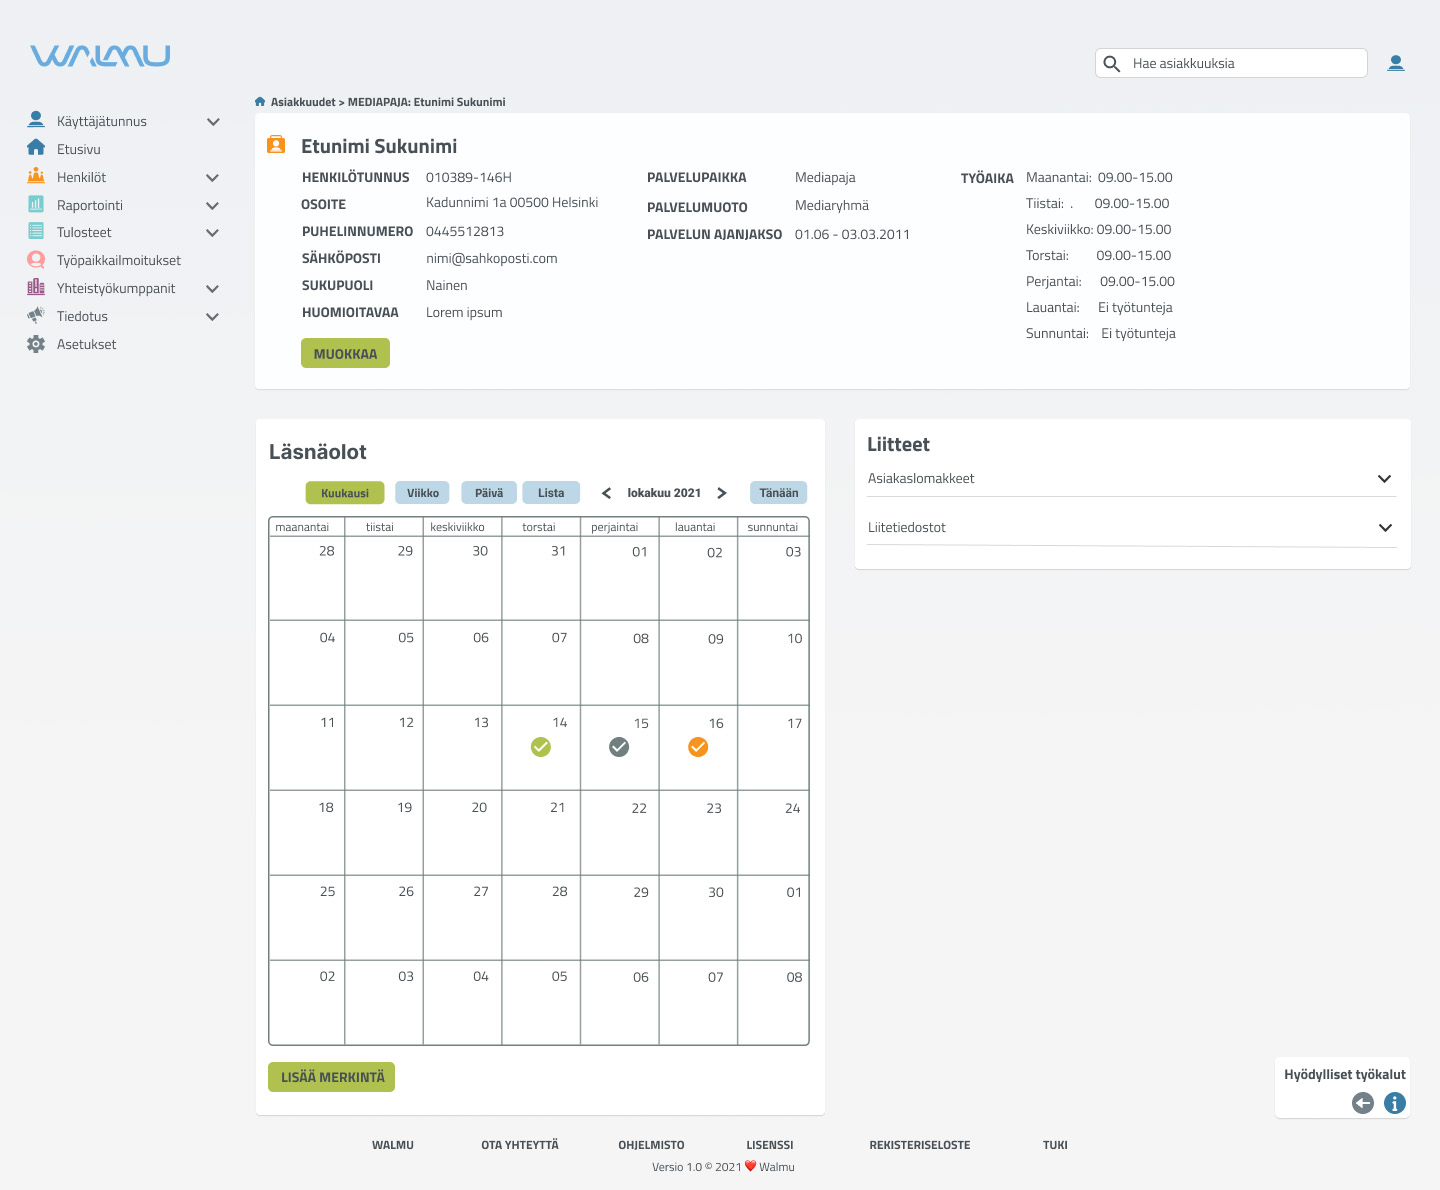 WALMU
Hae asiakkuuksia
Asiakkuudet > MEDIAPAJA: Etunimi Sukunimi
Käyttäjätunnus
Etusivu
Henkilöt
Raportointi
Tulosteet
Työpaikkailmoitukset
Yhteistyökumppanit
Tiedotus
Asetukset
Etunimi Sukunimi
HENKILÖTUNNUS 010389-146H
OSOITE Kadunnimi 1a 00500 Helsinki
PUHELINNUMERO 0445512813
SÄHKÖPOSTI nimi@sahkoposti.com
SUKUPUOLI Nainen
HUOMIOITAVAA Lorem ipsum
MUOKKAA
PALVELUPAIKKA Mediapaja
PALVELUMUOTO Mediaryhmä
PALVELUN AJANJAKSO 01.06 - 03.03.2011
TYÖAIKA Maanantai: 09.00-15.00
Tiistai: . 09.00-15.00
Keskiviikko: 09.00-15.00
Torstai: 09.00-15.00
Perjantai: 09.00-15.00
Lauantai: Ei työtunteja
Sunnuntai: Ei työtunteja
Läsnäolot
Kuukausi Viikko Päivä Lista < lokakuu 2021 > Tänään
maanantai tiistai keskiviikko torstai perjaintai lauantai sunnuntai
28 29 30 31 01 02 03
04 05 06 07 08 09 10
11 12 13 14 15 16 17
18 19 20 21 22 23 24
25 26 27 28 29 30 01
02 03 04 05 06 07 08
LISÄÄ MERKINTÄ
Liitteet
Asiakaslomakkeet
Liitetiedostot
Hyödylliset työkalut
WALMU OTA YHTEYTTÄ OHJELMISTO LISENSSI REKISTERISELOSTE TUKI
Versio 1.0 © 2021 ❤️ Walmu